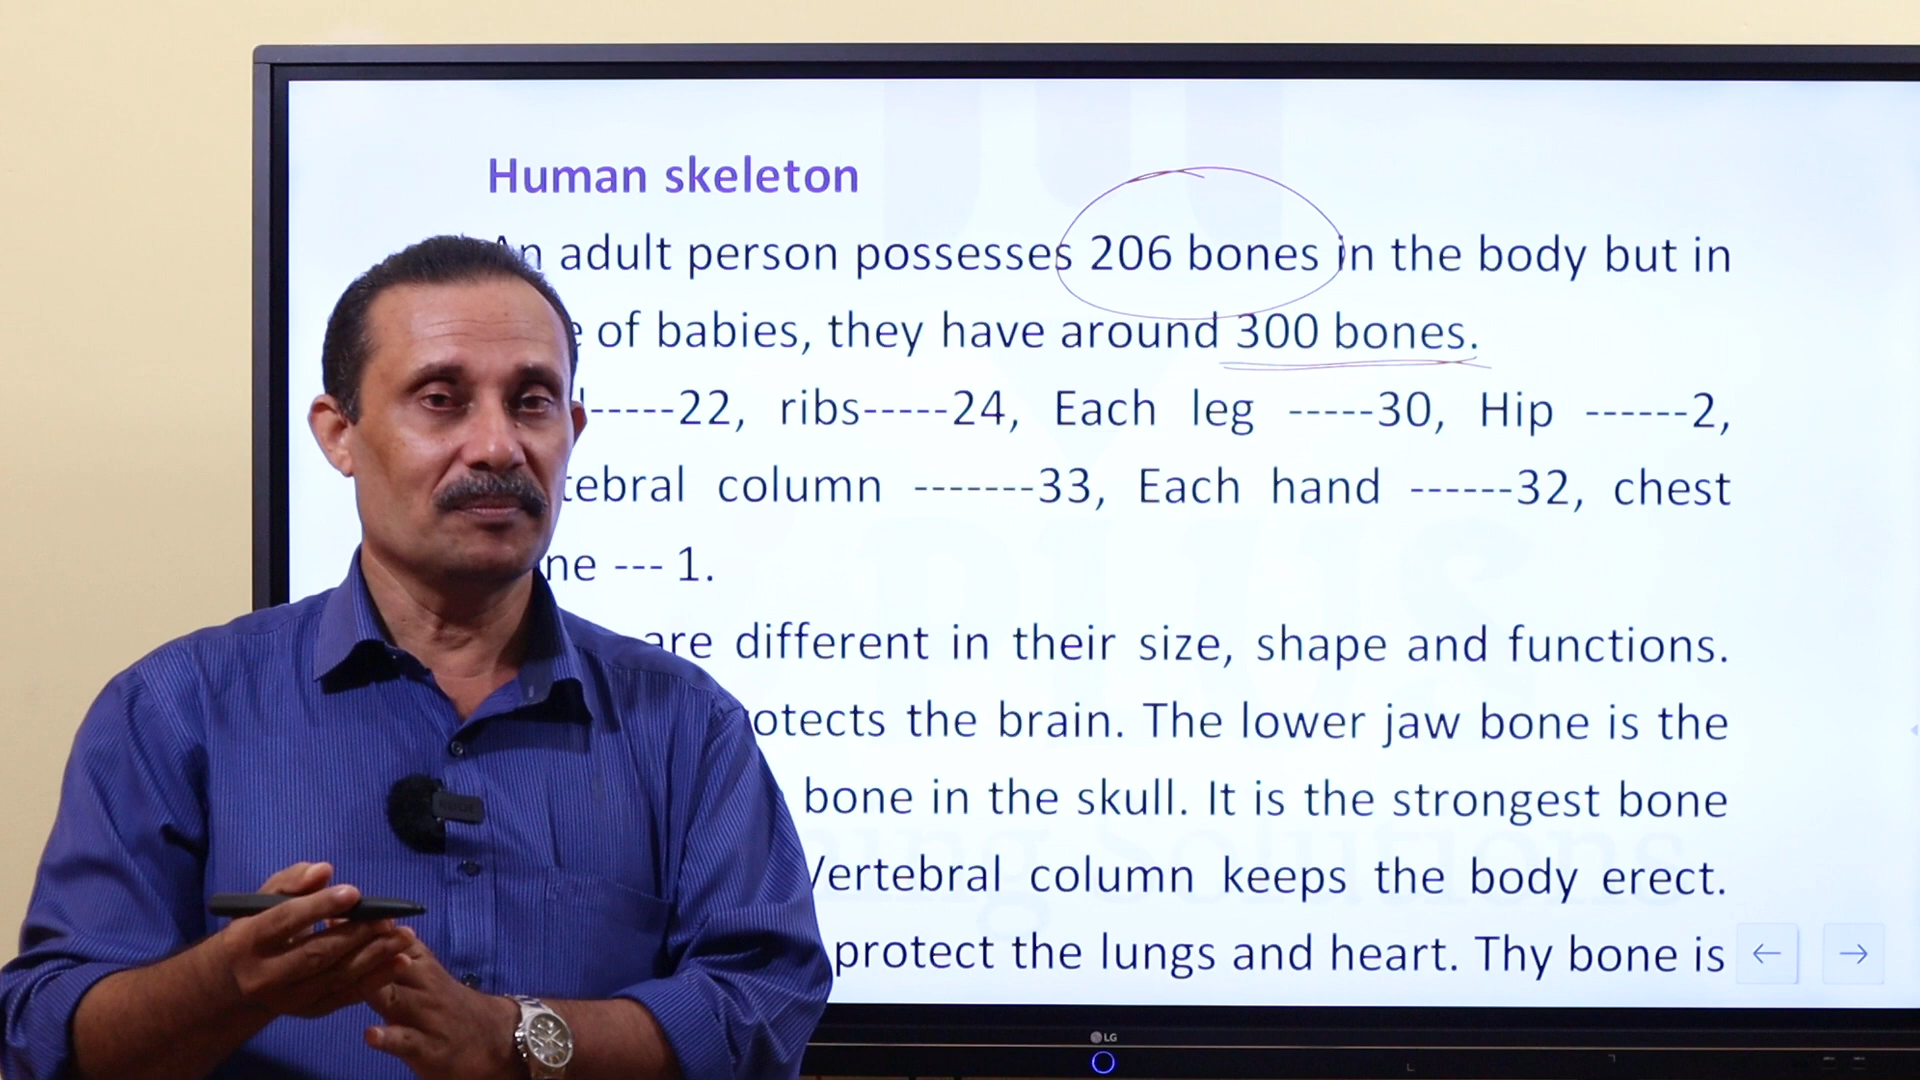 Human skeleton
An adult person possesses 206 bones in the body but in
of babies, they have around 300 bones.
-----22, ribs-----24, Each leg -----30, Hip ------2,
column -------33, Each hand ------32, chest
--- 1.
are different in their size, shape and functions.
the brain. The lower jaw bone is the
bone in the skull. It is the strongest bone
Vertebral column keeps the body erect.
protect the lungs and heart. Thy bone is
LG